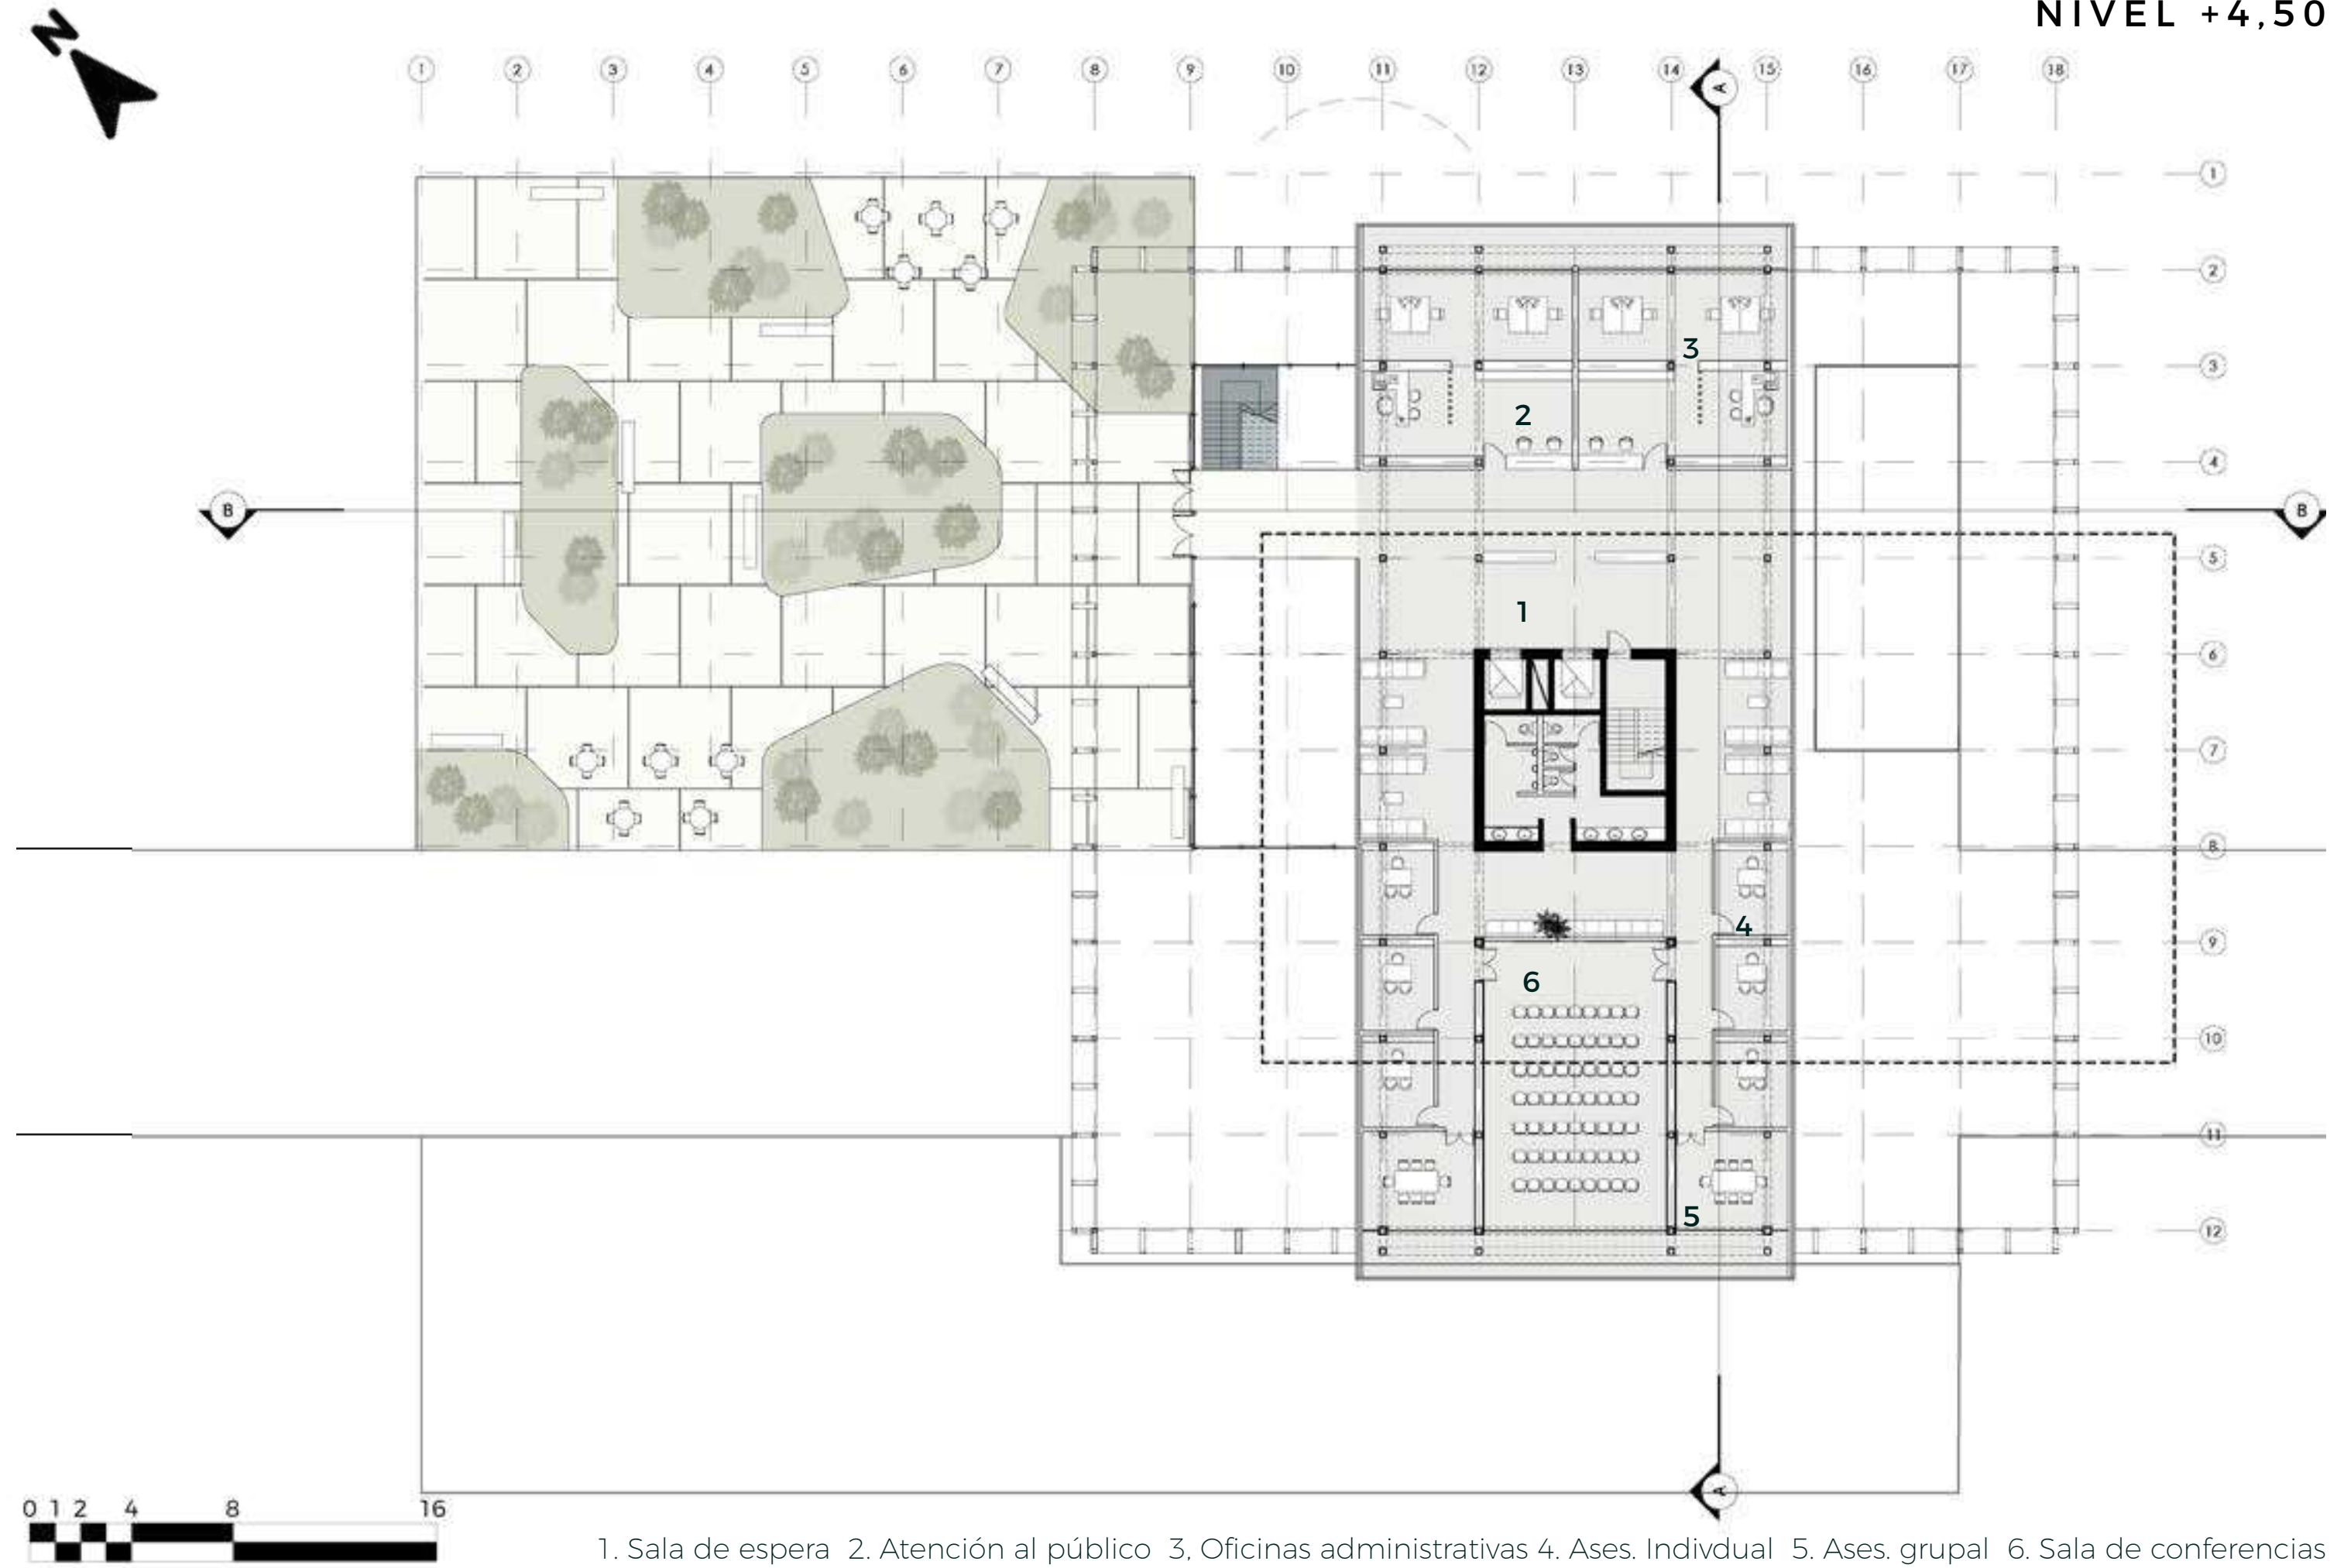 NIVEL +4,50
N
1 2 3 4 5 6 7 8 9 10 11 12 13 14 15 16 17 18
A
1
2
3
3
2
4
B
B
5
1
6
7
8
4
9
6
10
11
5
12
A
0 1 2 4 8 16
1. Sala de espera 2. Atención al público 3, Oficinas administrativas 4. Ases. Indivdual 5. Ases. grupal 6. Sala de conferencias